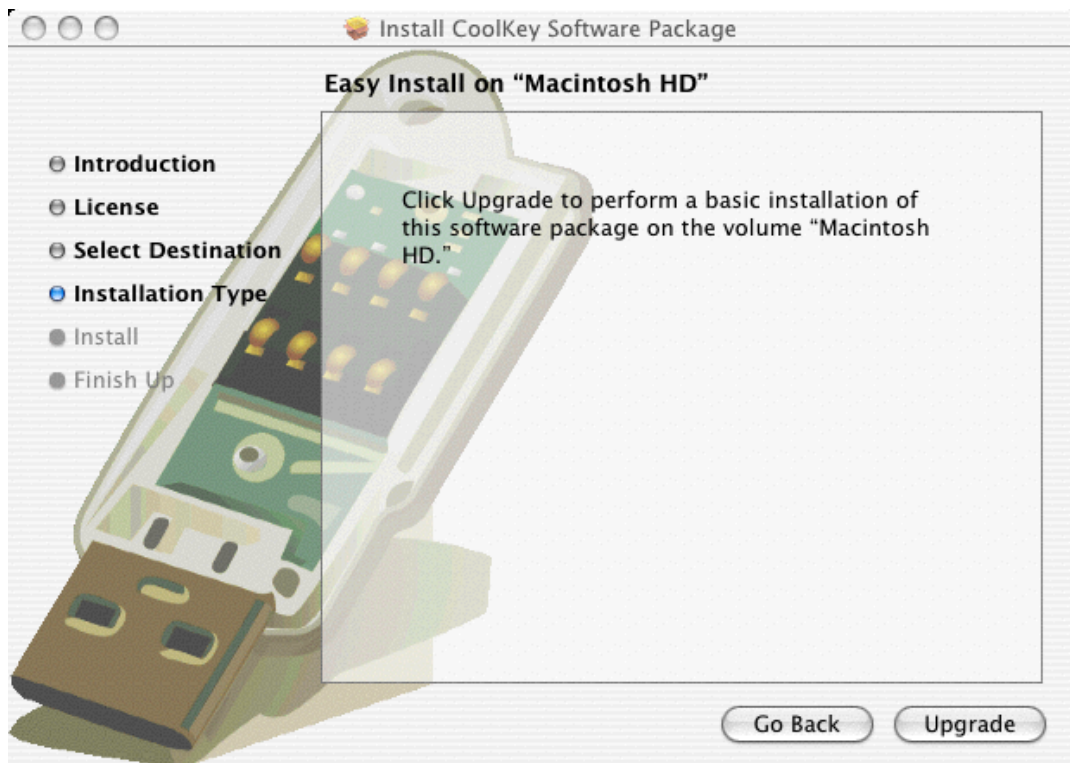 Install CoolKey Software Package
Easy Install on “Macintosh HD”
Introduction
License
Select Destination
Installation Type
Install
Finish Up
Click Upgrade to perform a basic installation of
this software package on the volume “Macintosh
HD.”
Go Back
Upgrade